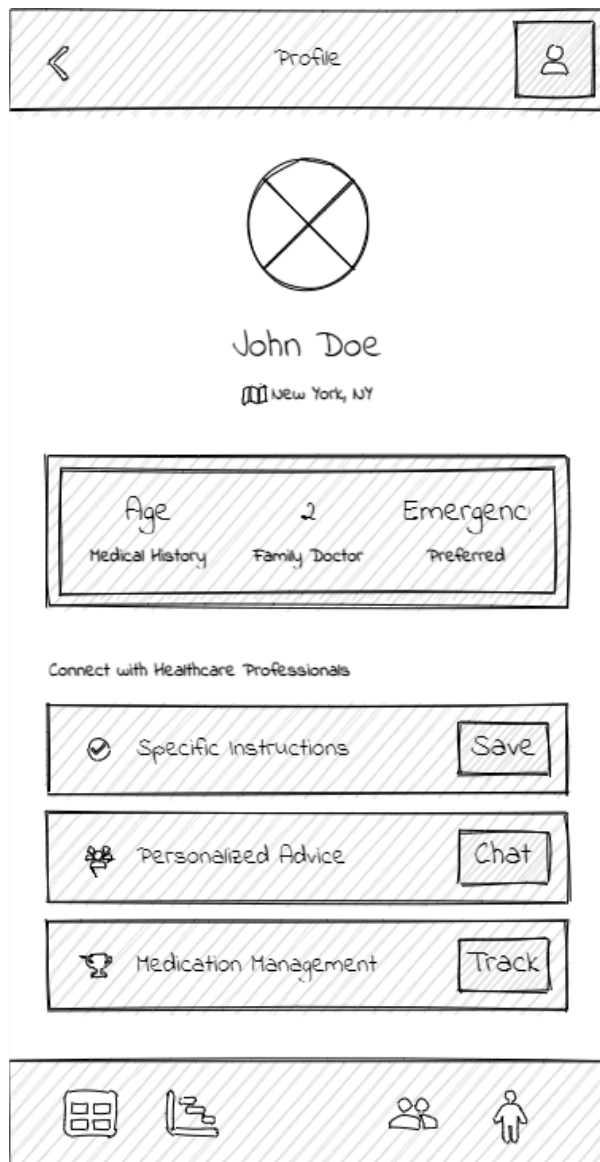 Profile
John Doe
New York, NY
Age 2 Emergenc
Medical History Family Doctor Preferred
Connect with Healthcare Professionals
Specific Instructions Save
Personalized Advice Chat
Medication Management Track